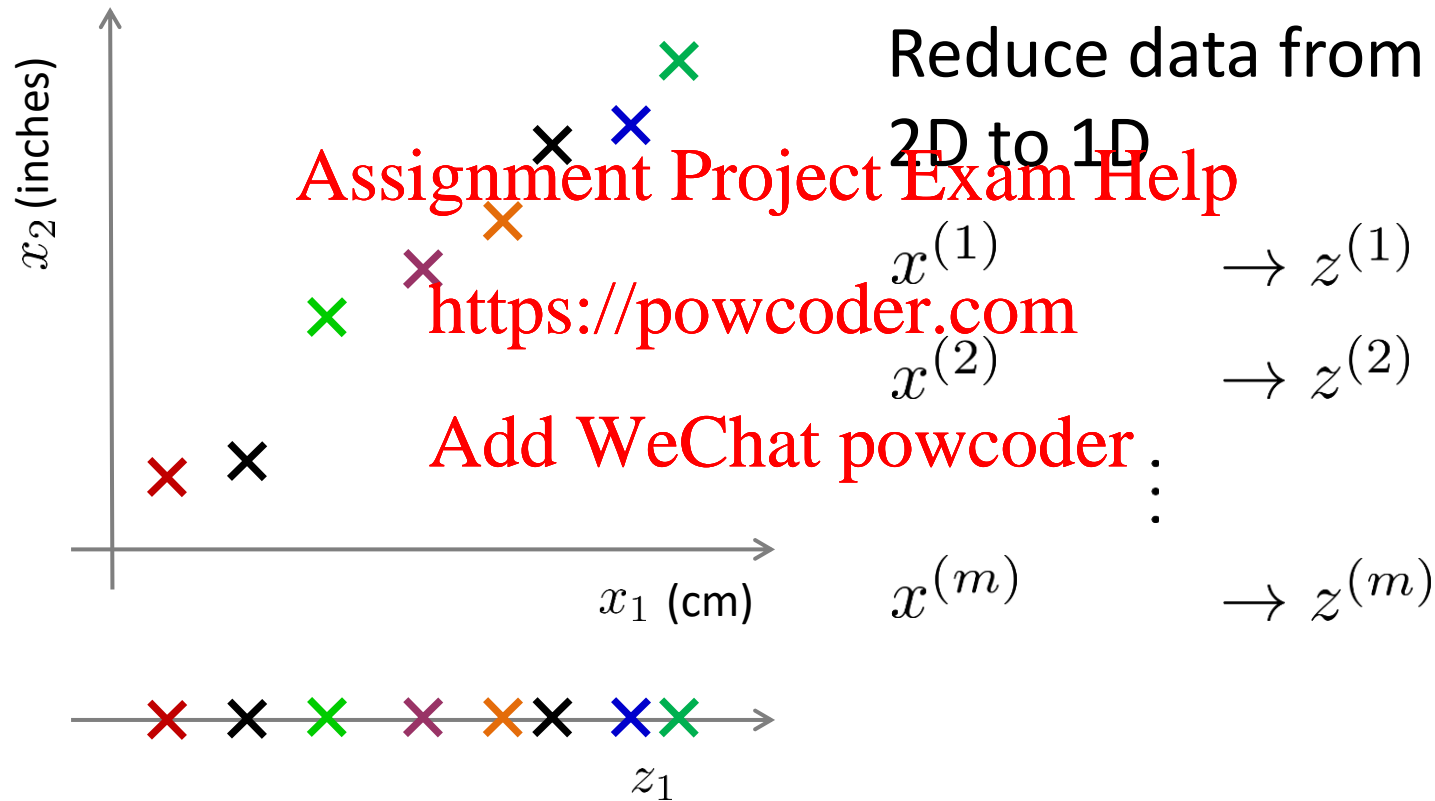 Reduce data from
2D to 1D
x₂ (inches)
Assignment Project Exam Help
x⁽¹⁾ → z⁽¹⁾
https://powcoder.com
x⁽²⁾ → z⁽²⁾
Add WeChat powcoder
⋮
x⁽ᵐ⁾ → z⁽ᵐ⁾
x₁ (cm)
z₁